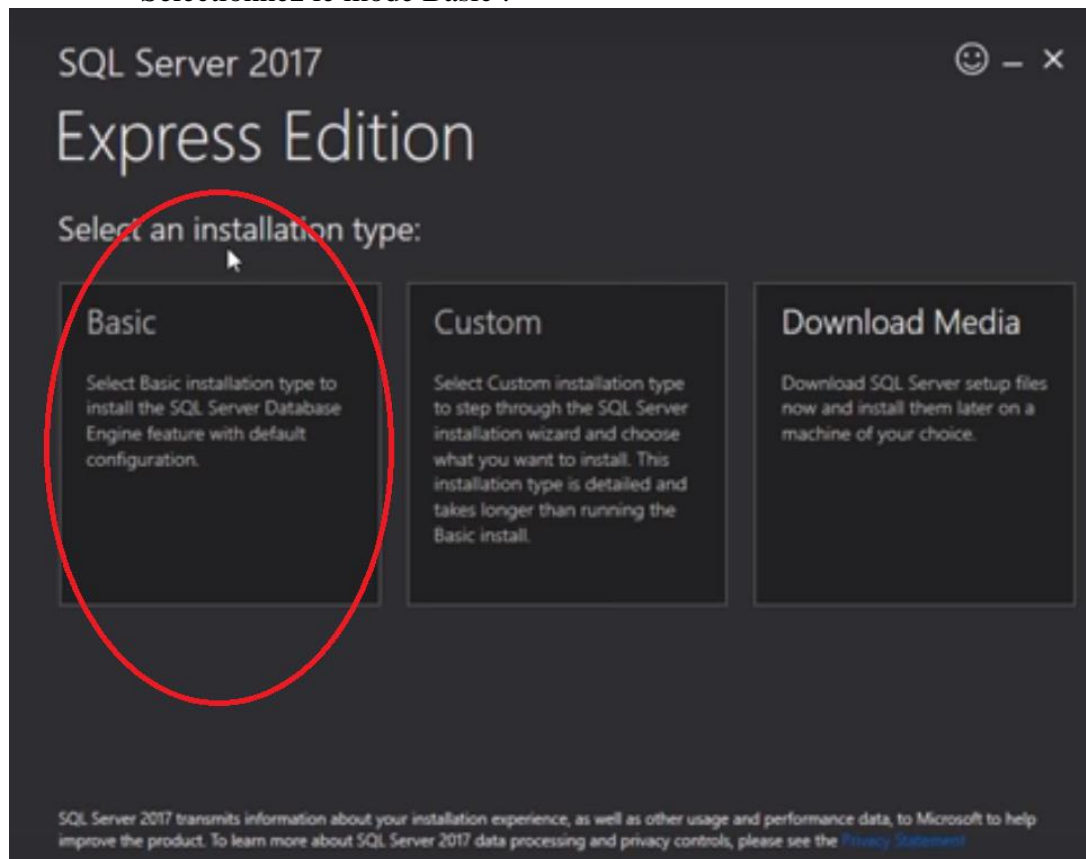 Sélectionnez le mode Basic :
SQL Server 2017
Express Edition
Select an installation type:
Basic
Select Basic installation type to
install the SQL Server Database
Engine feature with default
configuration.
Custom
Select Custom installation type
to step through the SQL Server
installation wizard and choose
what you want to install. This
installation type is detailed and
takes longer than running the
Basic install.
Download Media
Download SQL Server setup files
now and install them later on a
machine of your choice.
SQL Server 2017 transmits information about your installation experience, as well as other usage and performance data, to Microsoft to help
improve the product. To learn more about SQL Server 2017 data processing and privacy controls, please see the Privacy Statement